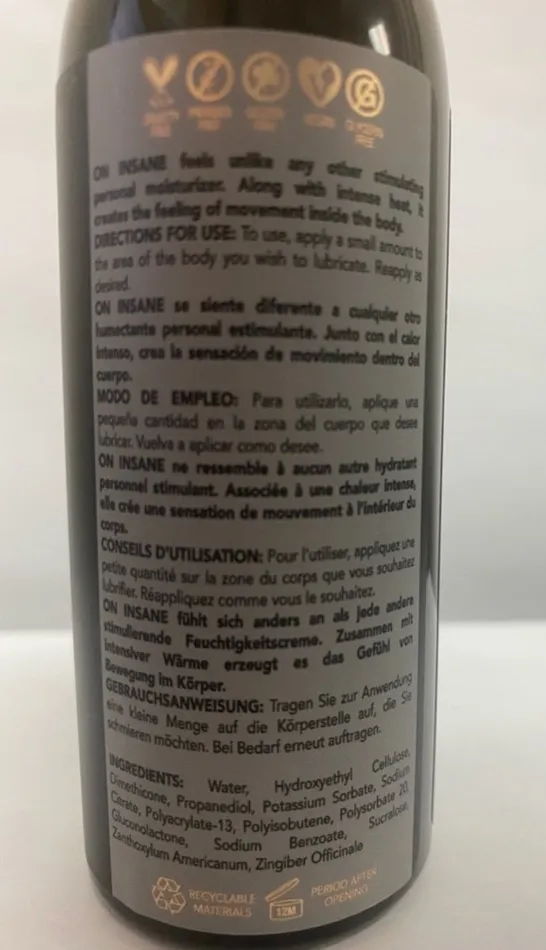 CRUELTY FREE PARABEN FREE VEGAN GLYCERIN FREE
ON INSANE feels unlike any other stimulating
personal moisturizer. Along with intense heat, it
creates the feeling of movement inside the body.
DIRECTIONS FOR USE: To use, apply a small amount to
the area of the body you wish to lubricate. Reapply as
desired.
ON INSANE se siente diferente a cualquier otro
humectante personal estimulante. Junto con el calor
intenso, crea la sensación de movimiento dentro del
cuerpo.
MODO DE EMPLEO: Para utilizarlo, aplique una
pequeña cantidad en la zona del cuerpo que desee
lubricar. Vuelva a aplicar como desee.
ON INSANE ne ressemble à aucun autre hydratant
personnel stimulant. Associée à une chaleur intense,
elle crée une sensation de mouvement à l'intérieur du
corps.
CONSEILS D'UTILISATION: Pour l'utiliser, appliquez une
petite quantité sur la zone du corps que vous souhaitez
lubrifier. Réappliquez comme vous le souhaitez.
ON INSANE fühlt sich anders an als jede andere
stimulierende Feuchtigkeitscreme. Zusammen mit
intensiver Wärme erzeugt es das Gefühl von
Bewegung im Körper.
GEBRAUCHSANWEISUNG: Tragen Sie zur Anwendung
eine kleine Menge auf die Körperstelle auf, die Sie
schmieren möchten. Bei Bedarf erneut auftragen.
INGREDIENTS: Water, Hydroxyethyl Cellulose,
Dimethicone, Propanediol, Potassium Sorbate, Sodium
Citrate, Polyacrylate-13, Polyisobutene, Polysorbate 20,
Gluconolactone, Sodium Benzoate, Sucralose,
Zanthoxylum Americanum, Zingiber Officinale
RECYCLABLE
MATERIALS
12M
PERIOD AFTER
OPENING